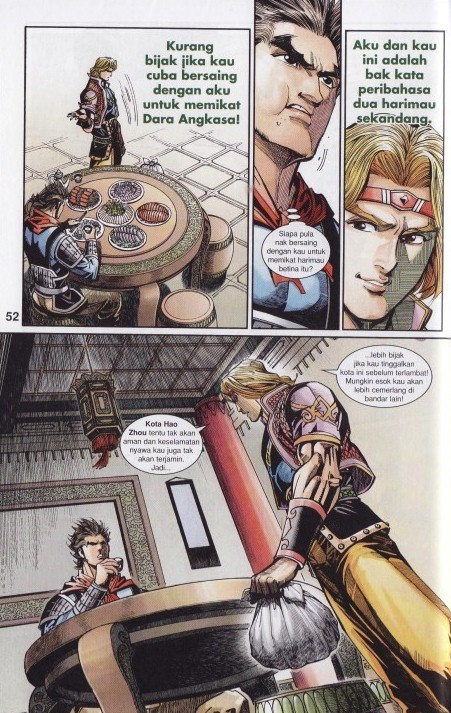 Kurang
bijak jika kau
cuba bersaing
dengan aku
untuk memikat
Dara Angkasa!
Aku dan kau
ini adalah
bak kata
peribahasa
dua harimau
sekandang.
Siapa pula
nak bersaing
dengan kau untuk
memikat harimau
betina itu?
52
Kota Hao
Zhou tentu tak akan
aman dan keselamatan
nyawa kau juga tak
akan terjamin.
Jadi...
...lebih bijak
jika kau tinggalkan
kota ini sebelum terlambat!
Mungkin esok kau akan
lebih cemerlang di
bandar lain!